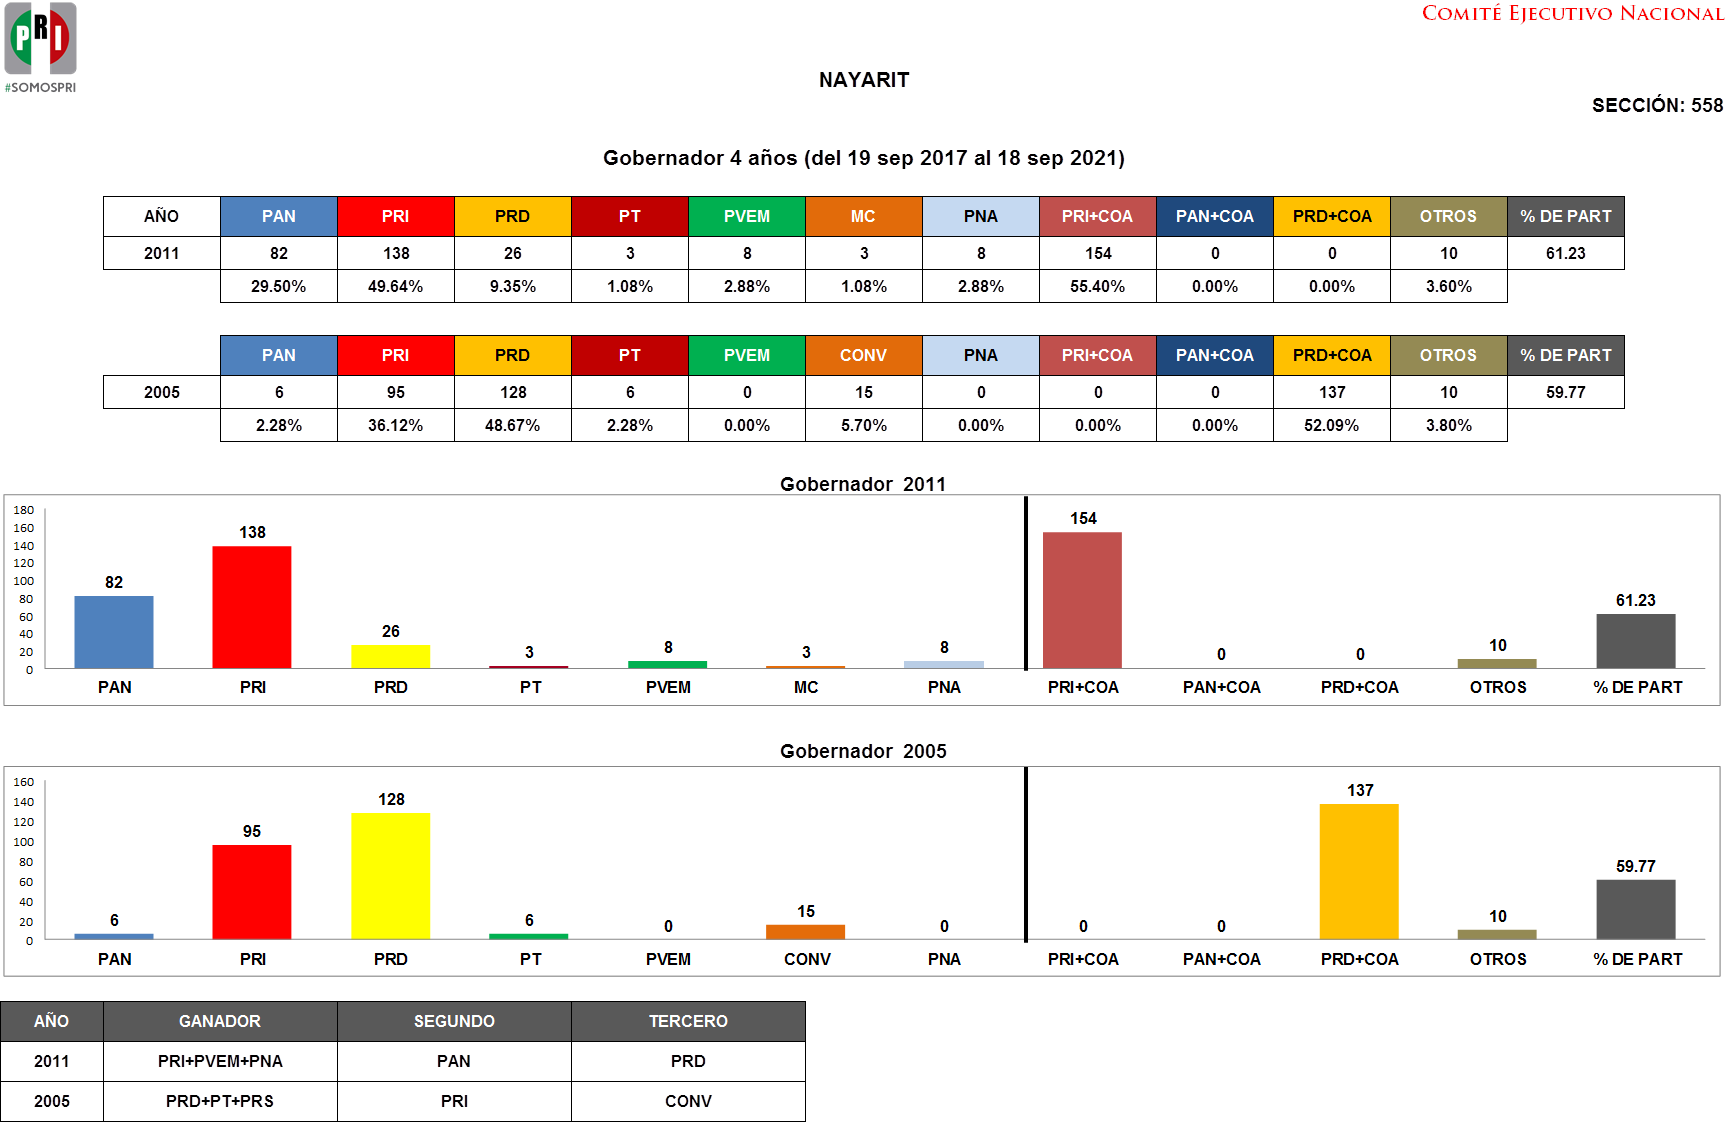 PRI
#SOMOSPRI
COMITÉ EJECUTIVO NACIONAL
NAYARIT
SECCIÓN: 558
Gobernador 4 años (del 19 sep 2017 al 18 sep 2021)
AÑO PAN PRI PRD PT PVEM MC PNA PRI+COA PAN+COA PRD+COA OTROS % DE PART
2011 82 138 26 3 8 3 8 154 0 0 10 61.23
29.50% 49.64% 9.35% 1.08% 2.88% 1.08% 2.88% 55.40% 0.00% 0.00% 3.60%
PAN PRI PRD PT PVEM CONV PNA PRI+COA PAN+COA PRD+COA OTROS % DE PART
2005 6 95 128 6 0 15 0 0 0 137 10 59.77
2.28% 36.12% 48.67% 2.28% 0.00% 5.70% 0.00% 0.00% 0.00% 52.09% 3.80%
Gobernador 2011
180
160
140
120
100
80
60
40
20
0
82 138 26 3 8 3 8 154 0 0 10 61.23
PAN PRI PRD PT PVEM MC PNA PRI+COA PAN+COA PRD+COA OTROS % DE PART
Gobernador 2005
160
140
120
100
80
60
40
20
0
6 95 128 6 0 15 0 0 0 137 10 59.77
PAN PRI PRD PT PVEM CONV PNA PRI+COA PAN+COA PRD+COA OTROS % DE PART
AÑO GANADOR SEGUNDO TERCERO
2011 PRI+PVEM+PNA PAN PRD
2005 PRD+PT+PRS PRI CONV